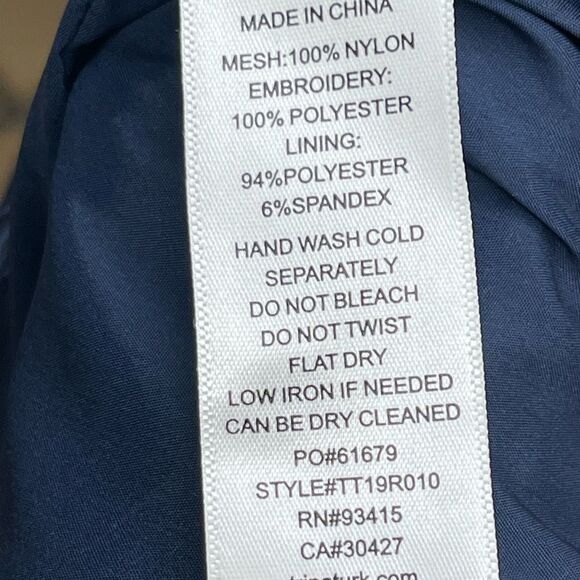 MADE IN CHINA
MESH:100% NYLON
EMBROIDERY:
100% POLYESTER
LINING:
94%POLYESTER
6%SPANDEX
HAND WASH COLD
SEPARATELY
DO NOT BLEACH
DO NOT TWIST
FLAT DRY
LOW IRON IF NEEDED
CAN BE DRY CLEANED
PO#61679
STYLE#TT19R010
RN#93415
CA#30427